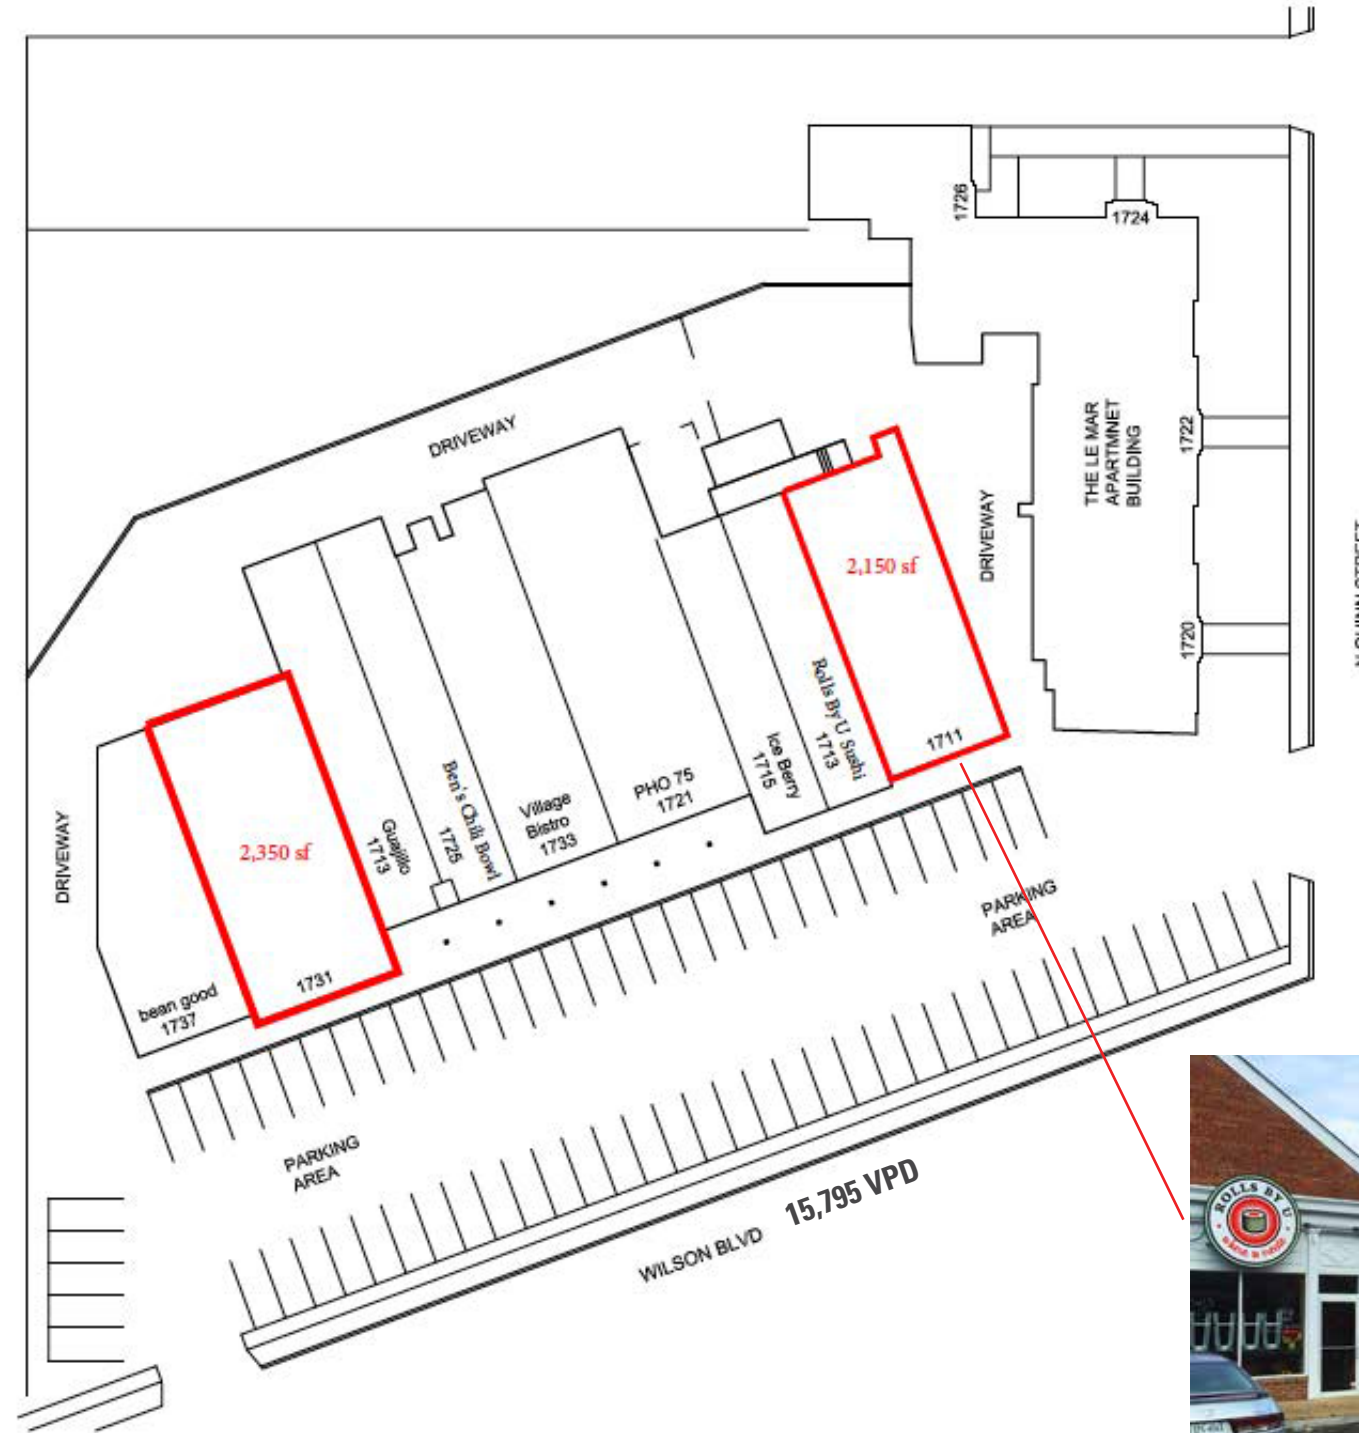 1726
1724
DRIVEWAY
THE LE MAR
APARTMNET
BUILDING
1722
DRIVEWAY
2,150 sf
N QUINN STREET
1720
Rolls By U Sushi
1713
1711
Ice Berry
1715
PHO 75
1721
Village
Bistro
1733
Ben's Chili Bowl
1725
Guajillo
1713
2,350 sf
DRIVEWAY
1731
bean good
1737
PARKING
AREA
PARKING
AREA
15,795 VPD
WILSON BLVD
ROLLS BY U